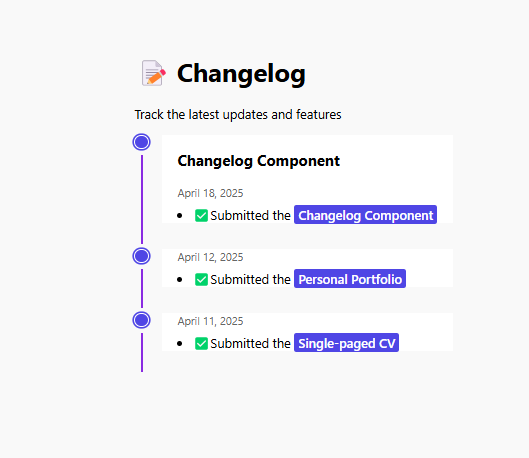 Changelog
Track the latest updates and features
Changelog Component
April 18, 2025
Submitted the Changelog Component
April 12, 2025
Submitted the Personal Portfolio
April 11, 2025
Submitted the Single-paged CV